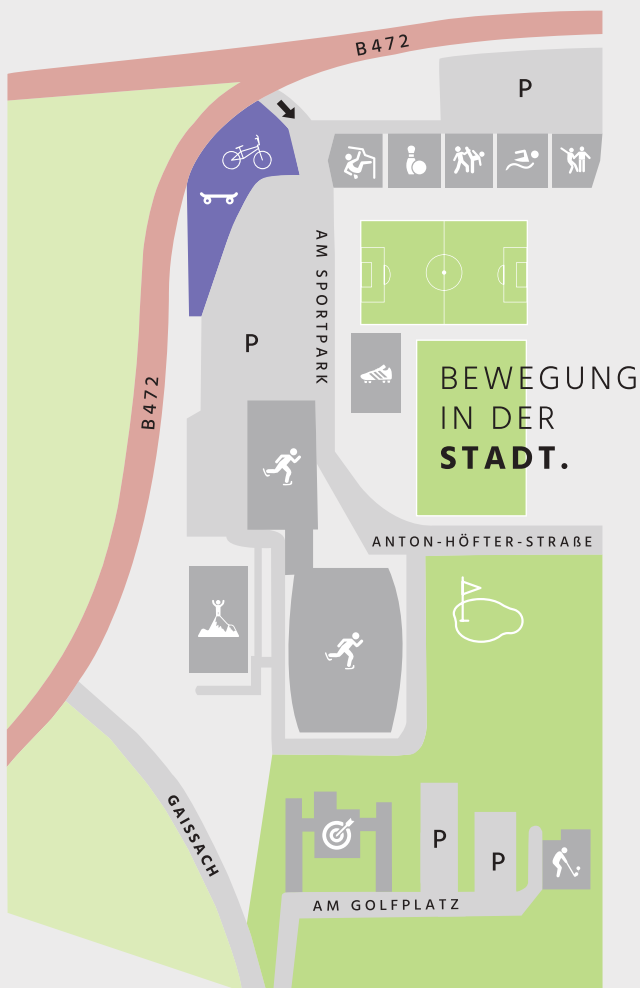 B472
P
AM SPORTPARK
P
B472
BEWEGUNG
IN DER
STADT.
ANTON-HÖFTER-STRAßE
GAISSACH
P
P
AM GOLFPLATZ